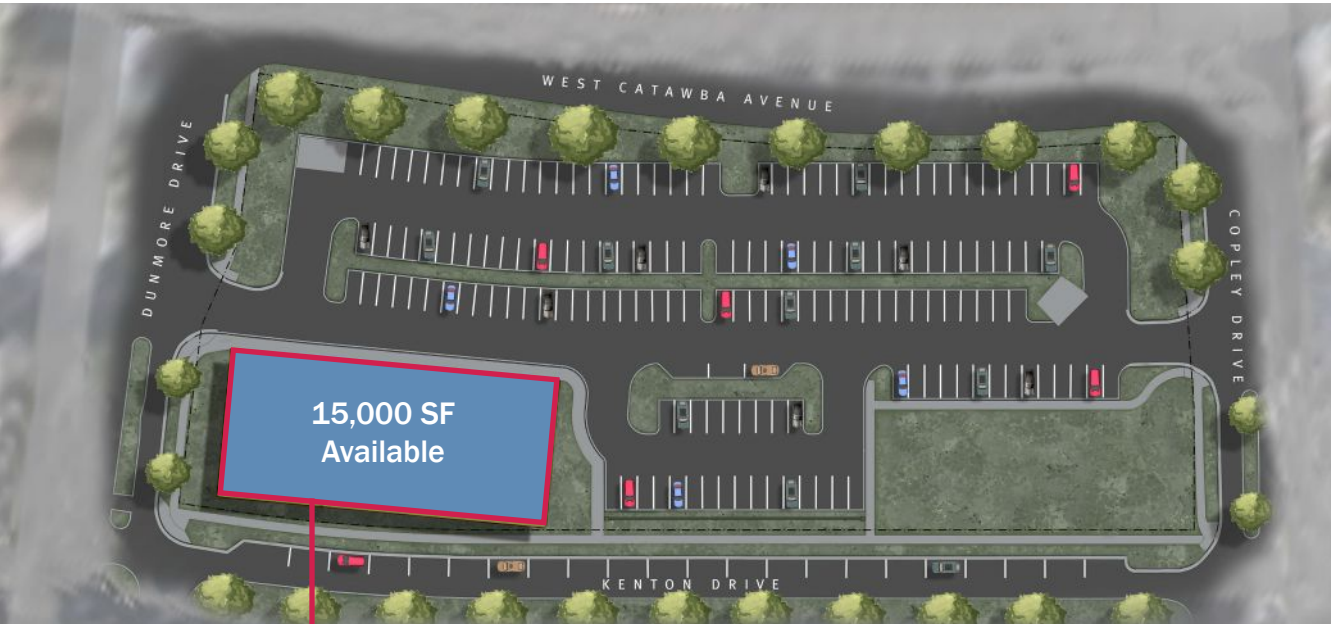 WEST CATAWBA AVENUE
DUNMORE DRIVE
COPLEY DRIVE
15,000 SF
Available
KENTON DRIVE